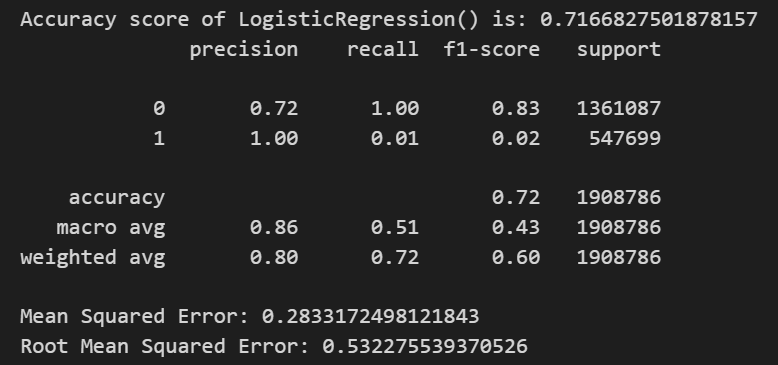 Accuracy score of LogisticRegression() is: 0.7166827501878157
precision recall f1-score support
0 0.72 1.00 0.83 1361087
1 1.00 0.01 0.02 547699
accuracy 0.72 1908786
macro avg 0.86 0.51 0.43 1908786
weighted avg 0.80 0.72 0.60 1908786
Mean Squared Error: 0.2833172498121843
Root Mean Squared Error: 0.532275539370526